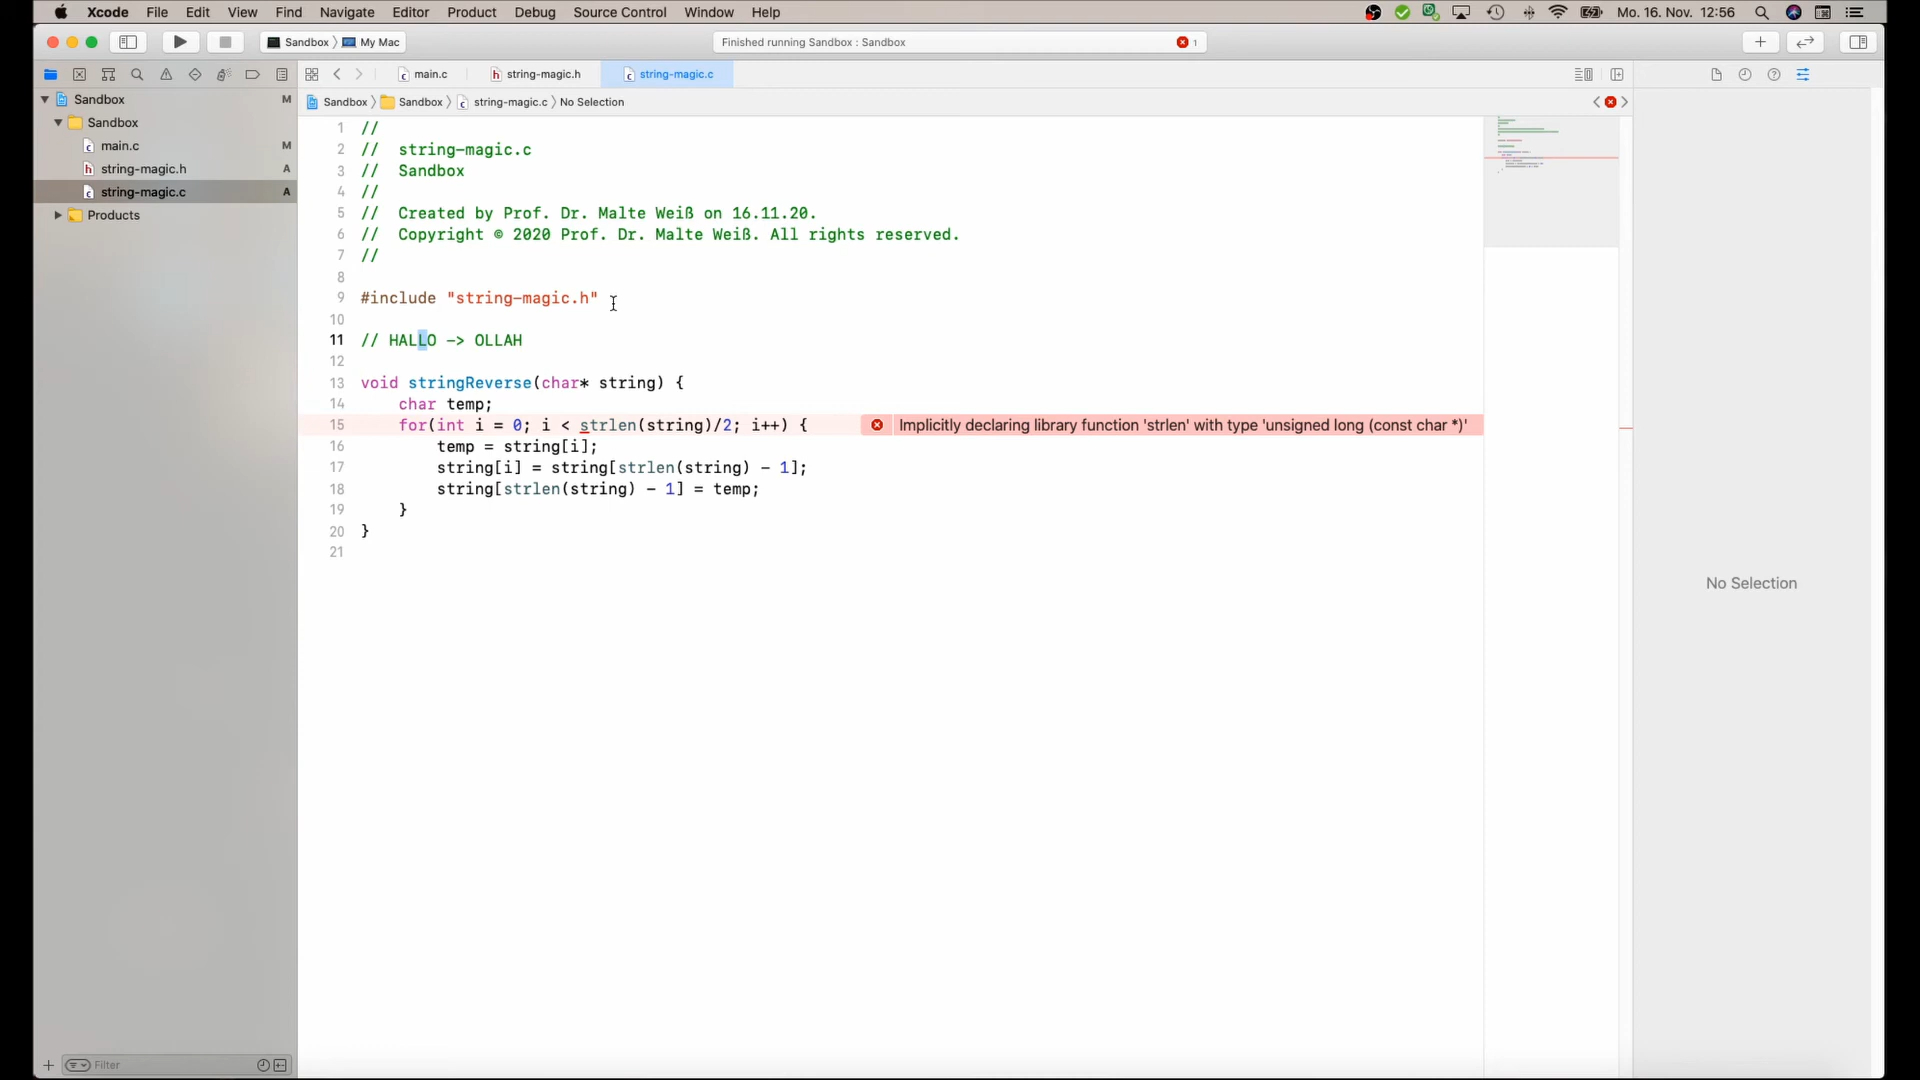 Xcode File Edit View Find Navigate Editor Product Debug Source Control Window Help Mo. 16. Nov. 12:56
Sandbox My Mac Finished running Sandbox : Sandbox 1
main.c string-magic.h string-magic.c
Sandbox M
Sandbox
main.c M
string-magic.h A
string-magic.c A
Products
Sandbox Sandbox string-magic.c No Selection
1 //
2 //  string-magic.c
3 //  Sandbox
4 //
5 //  Created by Prof. Dr. Malte Weiß on 16.11.20.
6 //  Copyright © 2020 Prof. Dr. Malte Weiß. All rights reserved.
7 //
8
9 #include "string-magic.h"
10
11 // HALLO -> OLLAH
12
13 void stringReverse(char* string) {
14     char temp;
15     for(int i = 0; i < strlen(string)/2; i++) { Implicitly declaring library function 'strlen' with type 'unsigned long (const char *)'
16         temp = string[i];
17         string[i] = string[strlen(string) - 1];
18         string[strlen(string) - 1] = temp;
19     }
20 }
21
No Selection
Filter